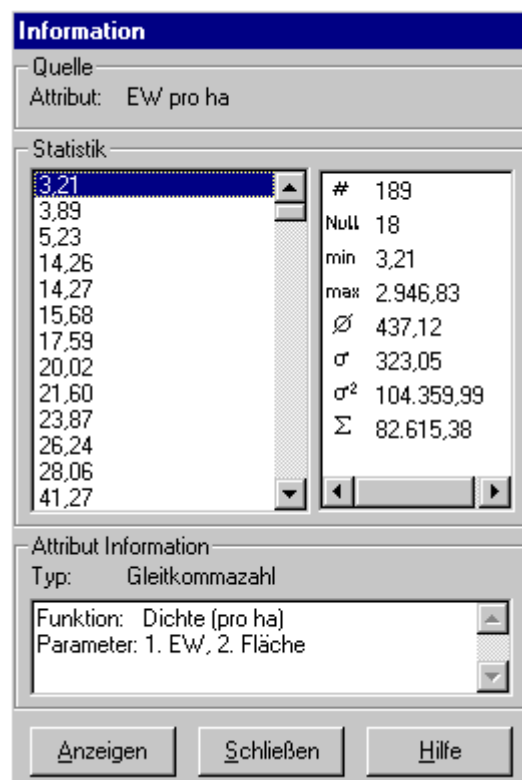 Information
Quelle
Attribut: EW pro ha
Statistik
3,21
3,89
5,23
14,26
14,27
15,68
17,59
20,02
21,60
23,87
26,24
28,06
41,27
# 189
Null 18
min 3,21
max 2.946,83
Ø 437,12
σ 323,05
σ² 104.359,99
Σ 82.615,38
Attribut Information
Typ: Gleitkommazahl
Funktion: Dichte (pro ha)
Parameter: 1. EW, 2. Fläche
Anzeigen Schließen Hilfe